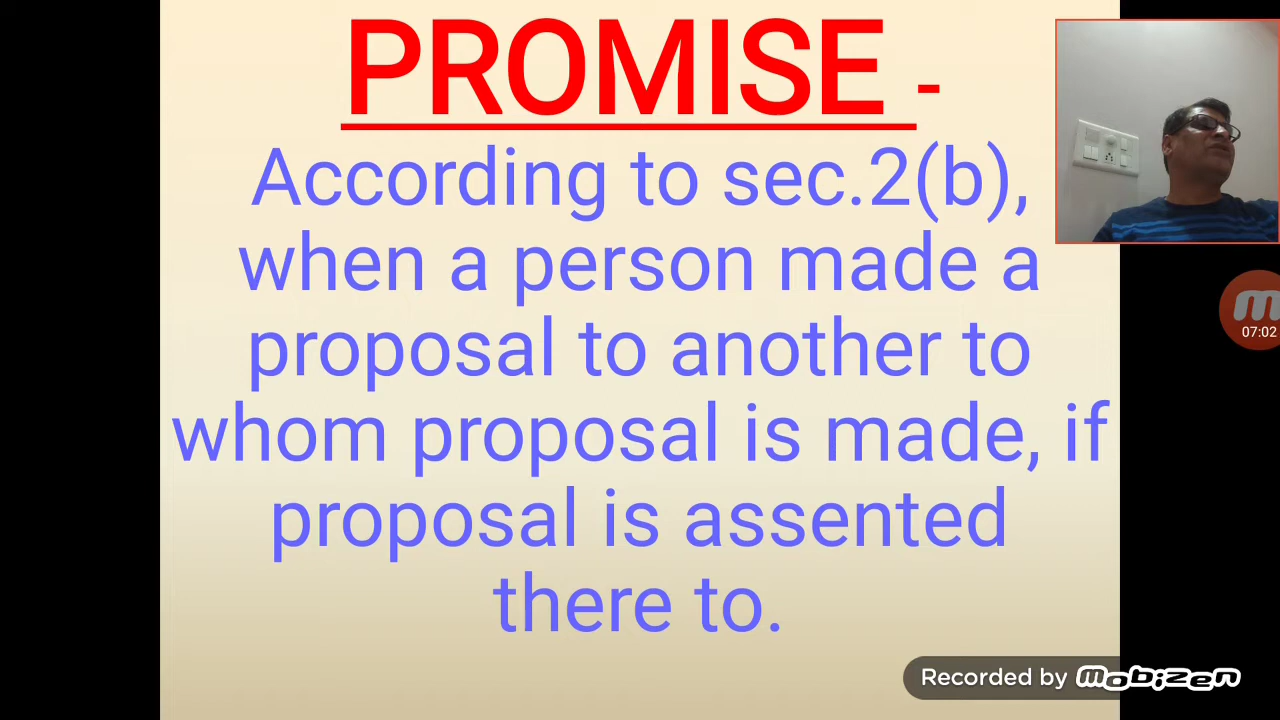 PROMISE -
According to sec.2(b),
when a person made a
proposal to another to
whom proposal is made, if
proposal is assented
there to.
07:02
Recorded by mobizen